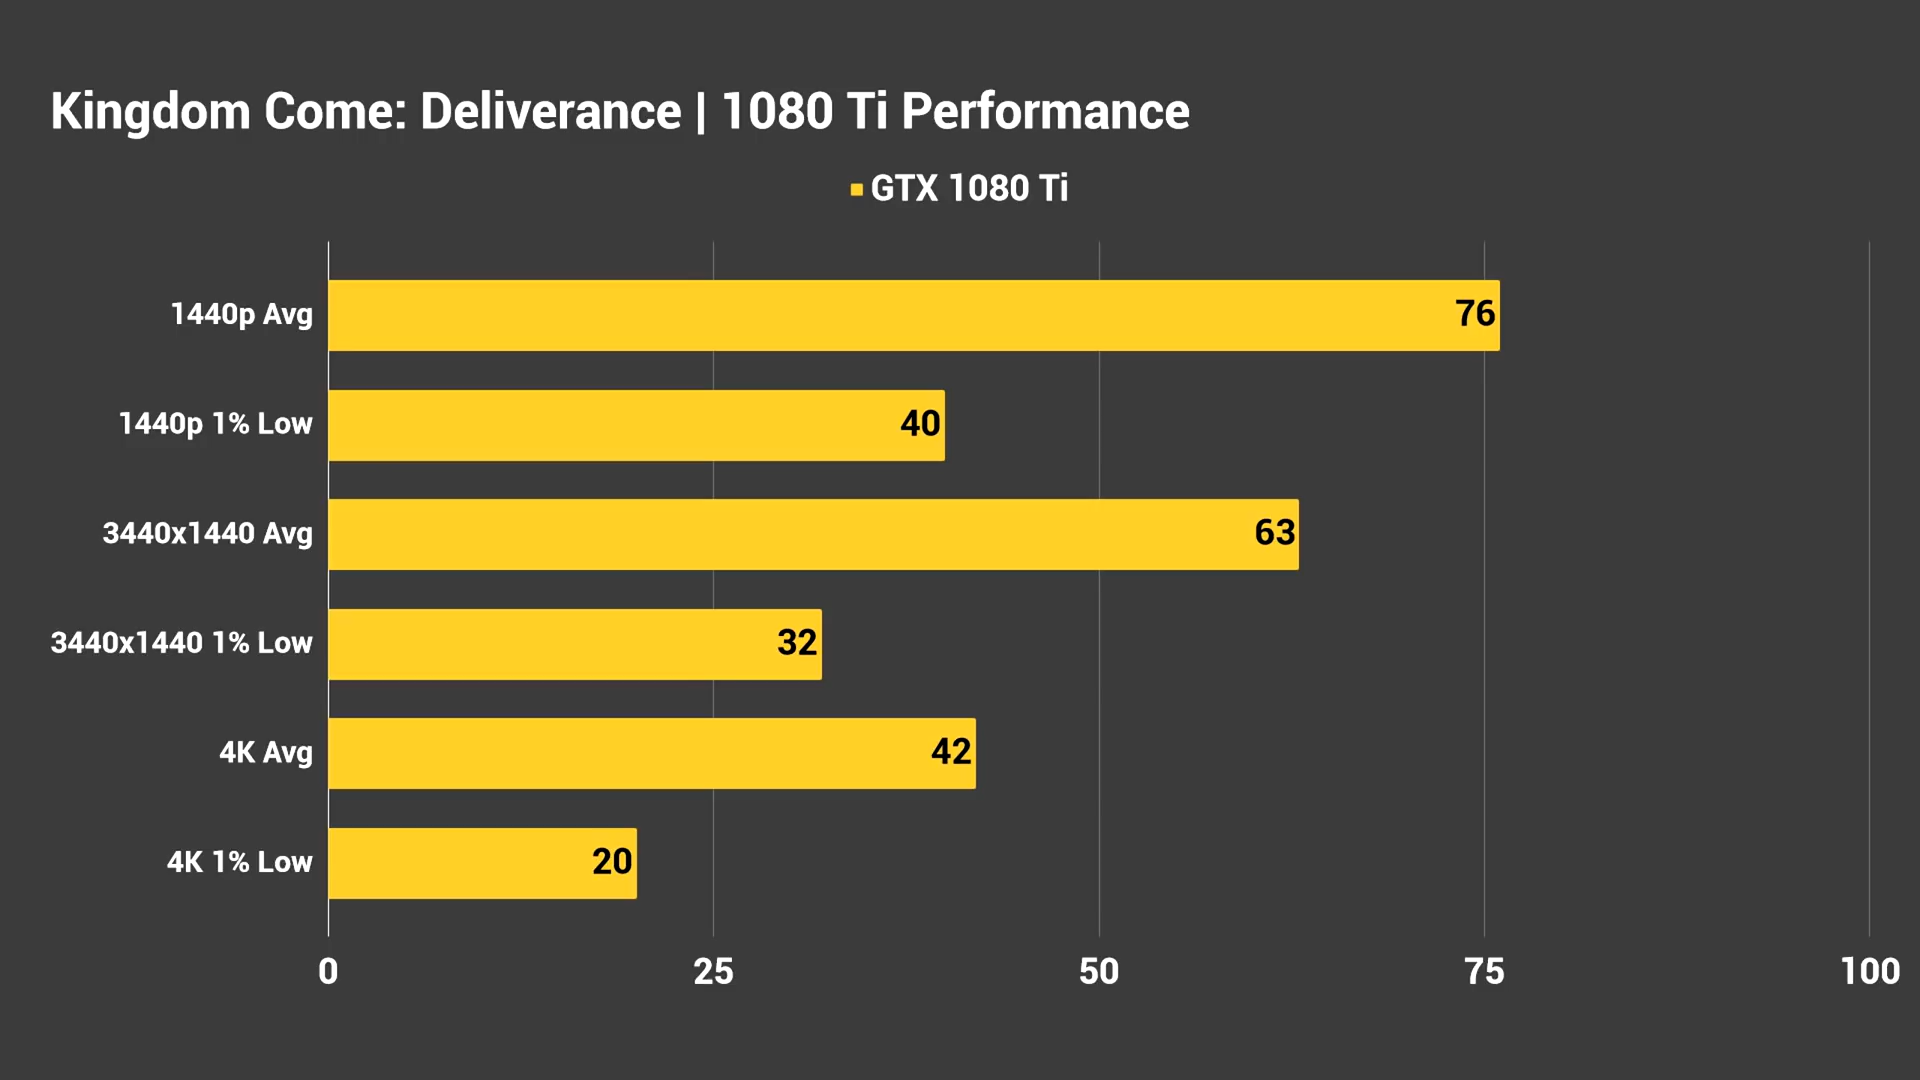 Kingdom Come: Deliverance | 1080 Ti Performance
GTX 1080 Ti
1440p Avg 76
1440p 1% Low 40
3440x1440 Avg 63
3440x1440 1% Low 32
4K Avg 42
4K 1% Low 20
0 25 50 75 100